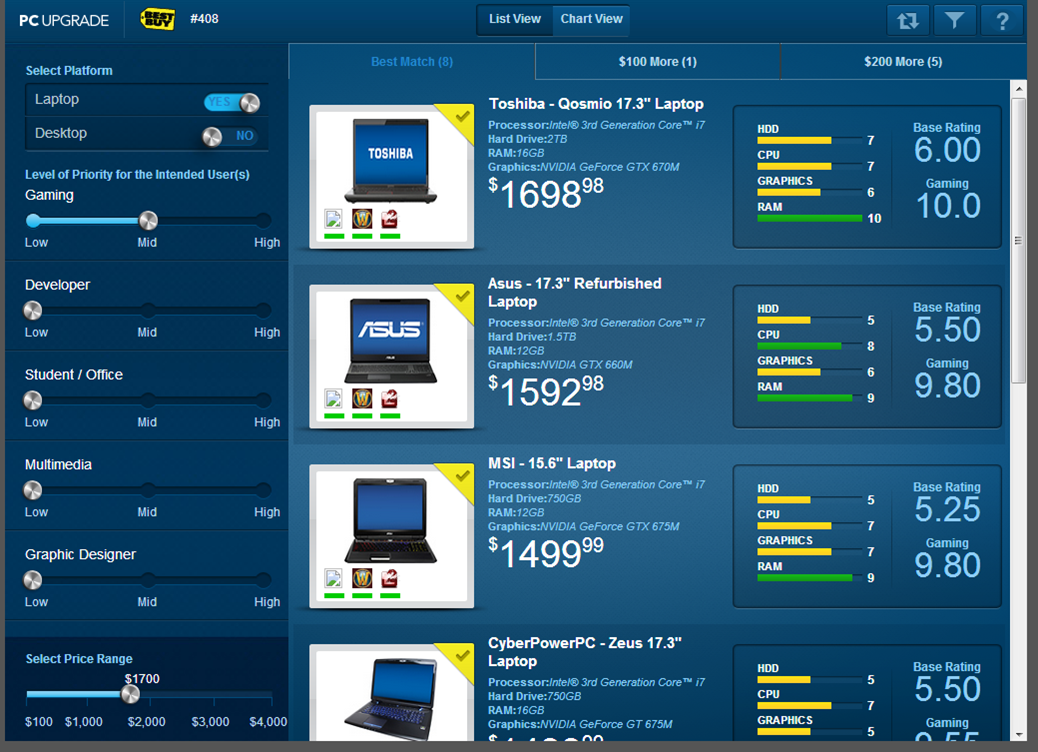 PC UPGRADE
BEST BUY
#408
List View
Chart View
?
Select Platform
Laptop
YES
Desktop
NO
Level of Priority for the Intended User(s)
Gaming
Low Mid High
Developer
Low Mid High
Student / Office
Low Mid High
Multimedia
Low Mid High
Graphic Designer
Low Mid High
Select Price Range
$1700
$100 $1,000 $2,000 $3,000 $4,000
Best Match (8)
$100 More (1)
$200 More (5)
TOSHIBA
Toshiba - Qosmio 17.3" Laptop
Processor:Intel® 3rd Generation Core™ i7
Hard Drive:2TB
RAM:16GB
Graphics:NVIDIA GeForce GTX 670M
$1698 98
HDD
7
CPU
7
GRAPHICS
6
RAM
10
Base Rating
6.00
Gaming
10.0
ASUS
Asus - 17.3" Refurbished
Laptop
Processor:Intel® 3rd Generation Core™ i7
Hard Drive:1.5TB
RAM:12GB
Graphics:NVIDIA GTX 660M
$1592 98
HDD
5
CPU
8
GRAPHICS
6
RAM
9
Base Rating
5.50
Gaming
9.80
MSI - 15.6" Laptop
Processor:Intel® 3rd Generation Core™ i7
Hard Drive:750GB
RAM:12GB
Graphics:NVIDIA GeForce GTX 675M
$1499 99
HDD
5
CPU
7
GRAPHICS
7
RAM
9
Base Rating
5.25
Gaming
9.80
CyberPowerPC - Zeus 17.3"
Laptop
Processor:Intel® 3rd Generation Core™ i7
Hard Drive:750GB
RAM:16GB
Graphics:NVIDIA GeForce GT 675M
HDD
5
CPU
7
GRAPHICS
5
Base Rating
5.50
Gaming
9.55